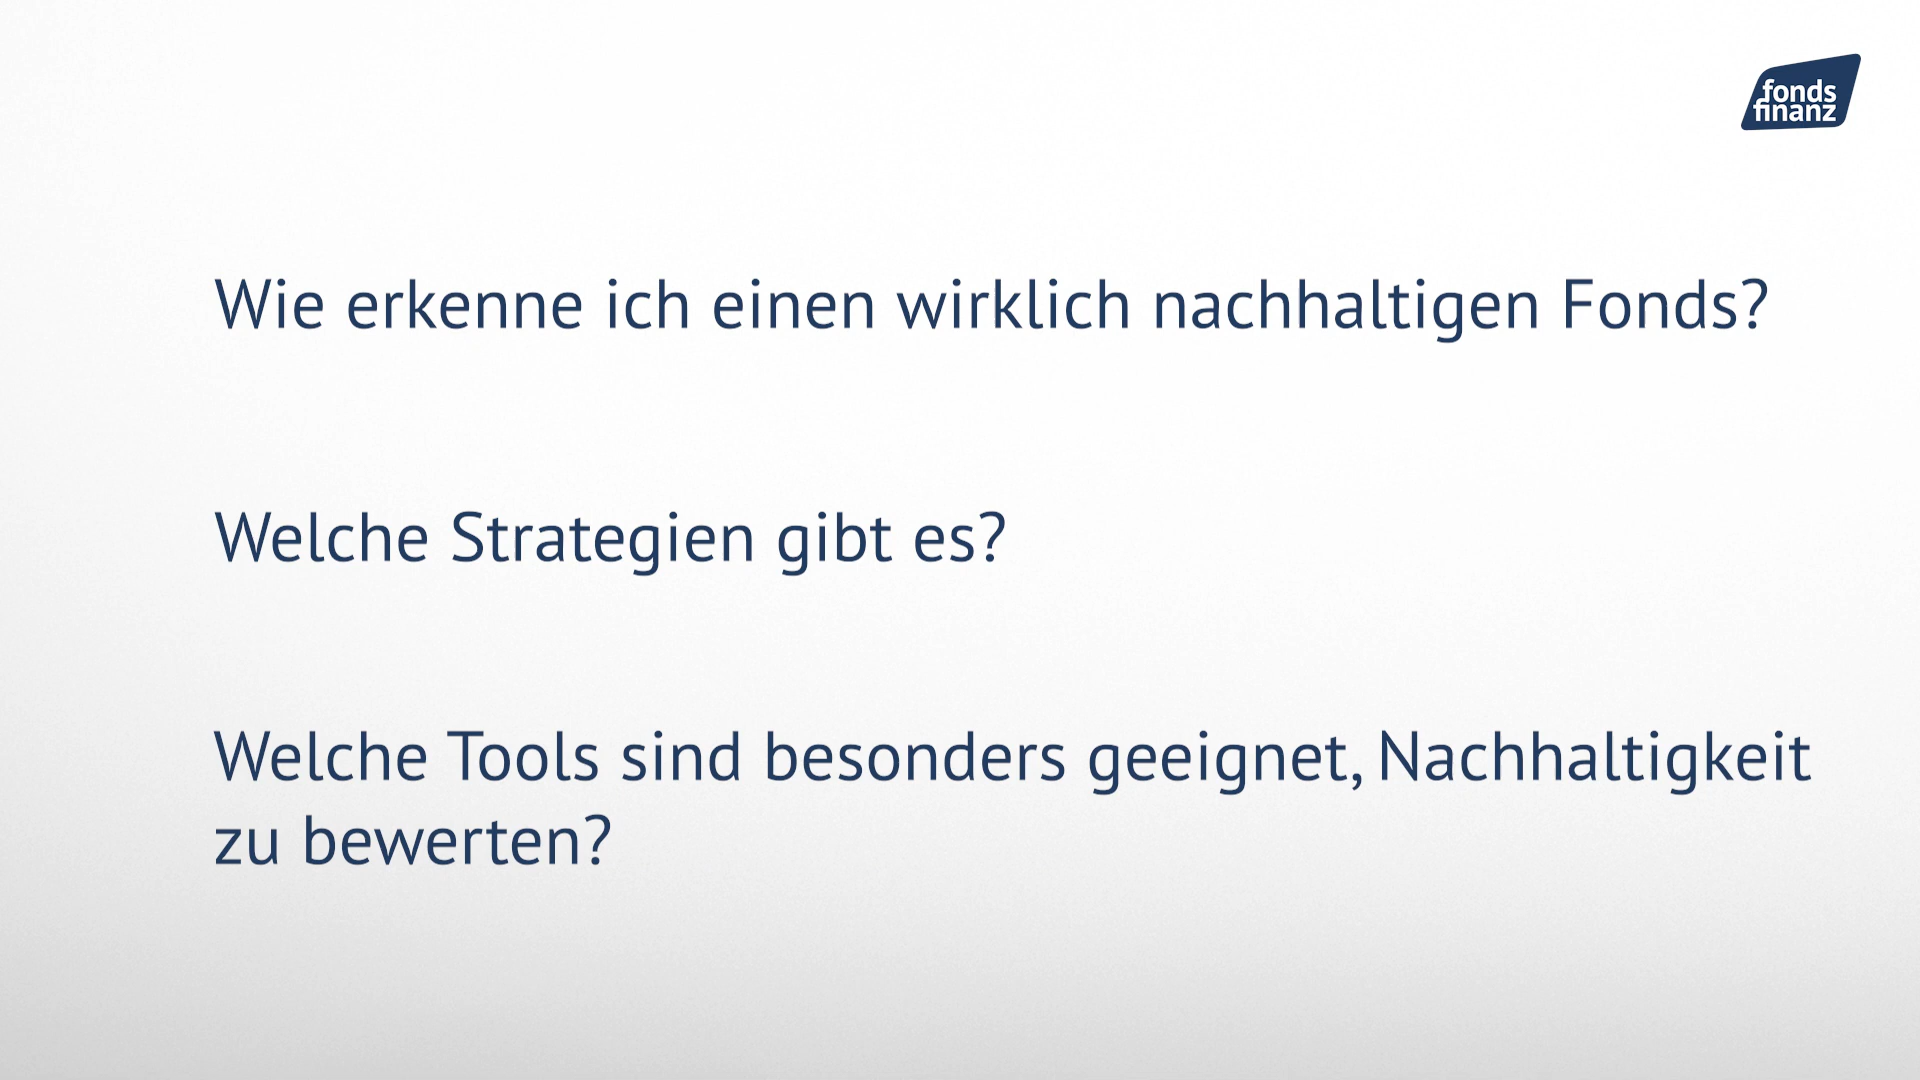 fonds
finanz
Wie erkenne ich einen wirklich nachhaltigen Fonds?
Welche Strategien gibt es?
Welche Tools sind besonders geeignet, Nachhaltigkeit
zu bewerten?